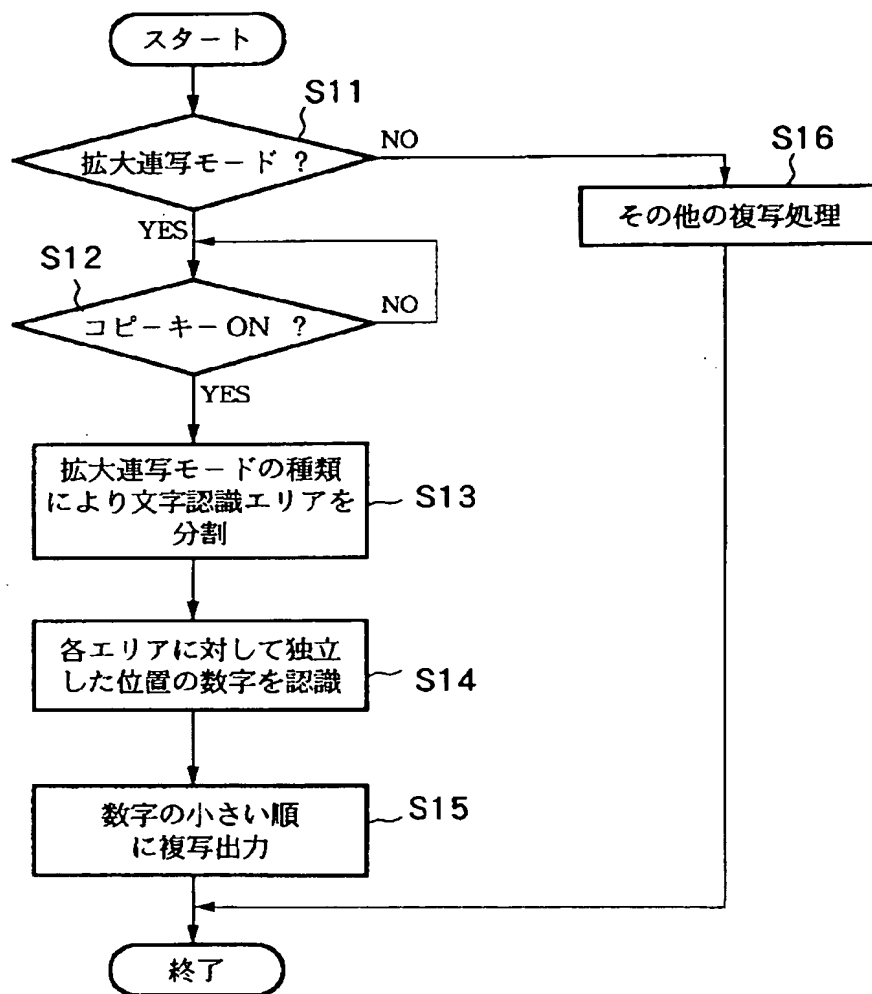 スタート
S11
拡大連写モード ?
NO
S16
その他の複写処理
YES
S12
コピーキーON ?
NO
YES
拡大連写モードの種類
により文字認識エリアを
分割
S13
各エリアに対して独立
した位置の数字を認識
S14
数字の小さい順
に複写出力
S15
終了